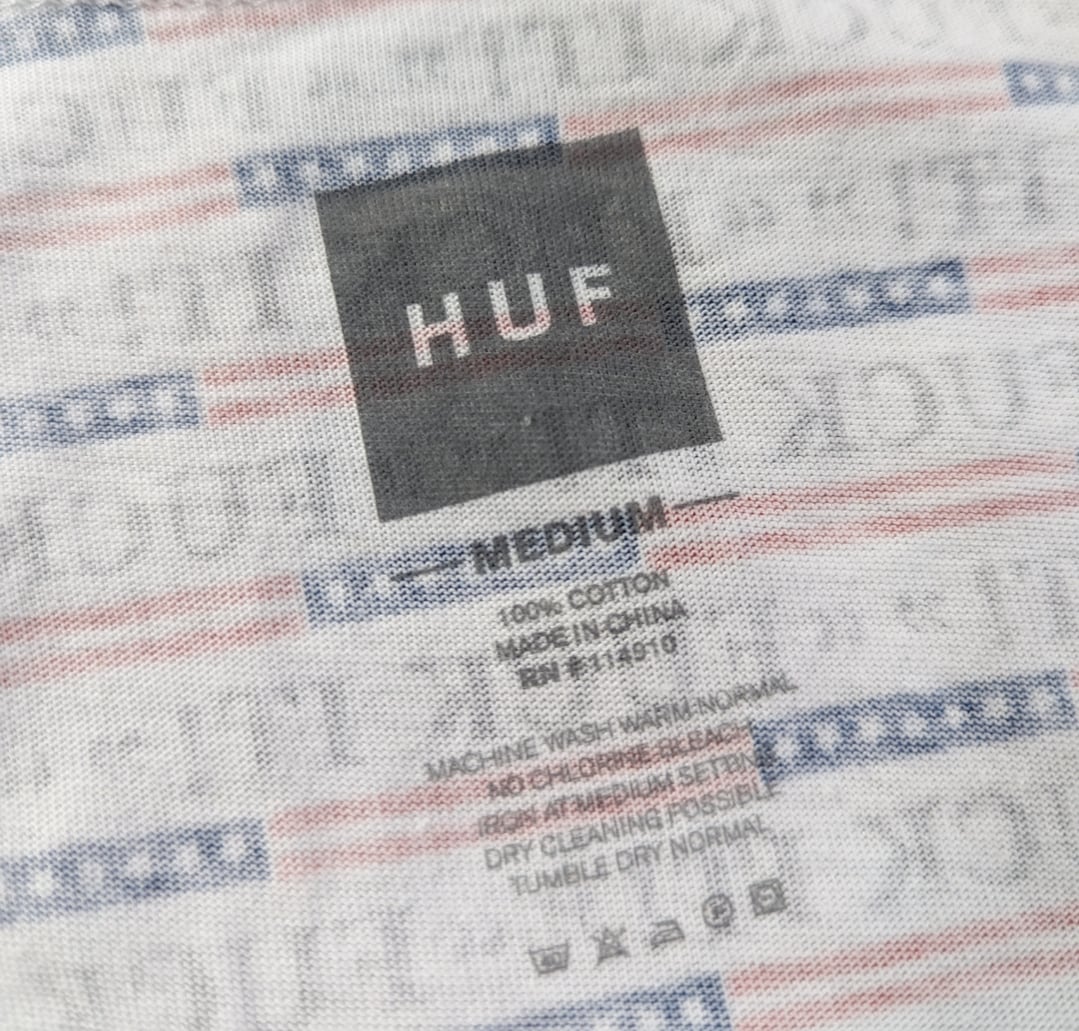 HUF
MEDIUM
100% COTTON
MADE IN CHINA
RN #114910
MACHINE WASH WARM NORMAL
NO CHLORINE BLEACH
IRON AT MEDIUM SETTING
DRY CLEANING POSSIBLE
TUMBLE DRY NORMAL
40 P